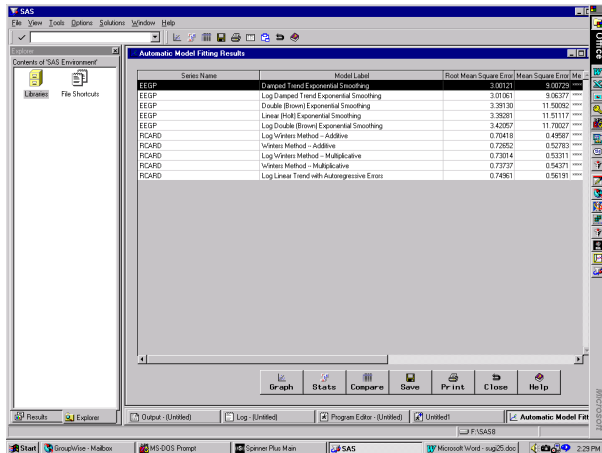 SAS
File View Tools Options Solutions Window Help
Explorer
Contents of 'SAS Environment'
Libraries File Shortcuts
Automatic Model Fitting Results
Series Name Model Label Root Mean Square Error Mean Square Error Me
EEGP Damped Trend Exponential Smoothing 3.00121 9.00729
EEGP Log Damped Trend Exponential Smoothing 3.01061 9.06377
EEGP Double (Brown) Exponential Smoothing 3.39130 11.50092
EEGP Linear (Holt) Exponential Smoothing 3.39281 11.51117
EEGP Log Double (Brown) Exponential Smoothing 3.42057 11.70027
RCARD Log Winters Method -- Additive 0.70418 0.49587
RCARD Winters Method -- Additive 0.72652 0.52783
RCARD Log Winters Method -- Multiplicative 0.73014 0.53311
RCARD Winters Method -- Multiplicative 0.73737 0.54371
RCARD Log Linear Trend with Autoregressive Errors 0.74961 0.56191
Graph Stats Compare Save Print Close Help
Results Explorer
Output - (Untitled) Log - (Untitled) Program Editor - (Untitled) Untitled1 Automatic Model Fitt
F:\SAS8
Start GroupWise - Mailbox MS-DOS Prompt Spinner Plus Main SAS Microsoft Word - sugi25.doc 2:29 PM
Office
MICROSOFT